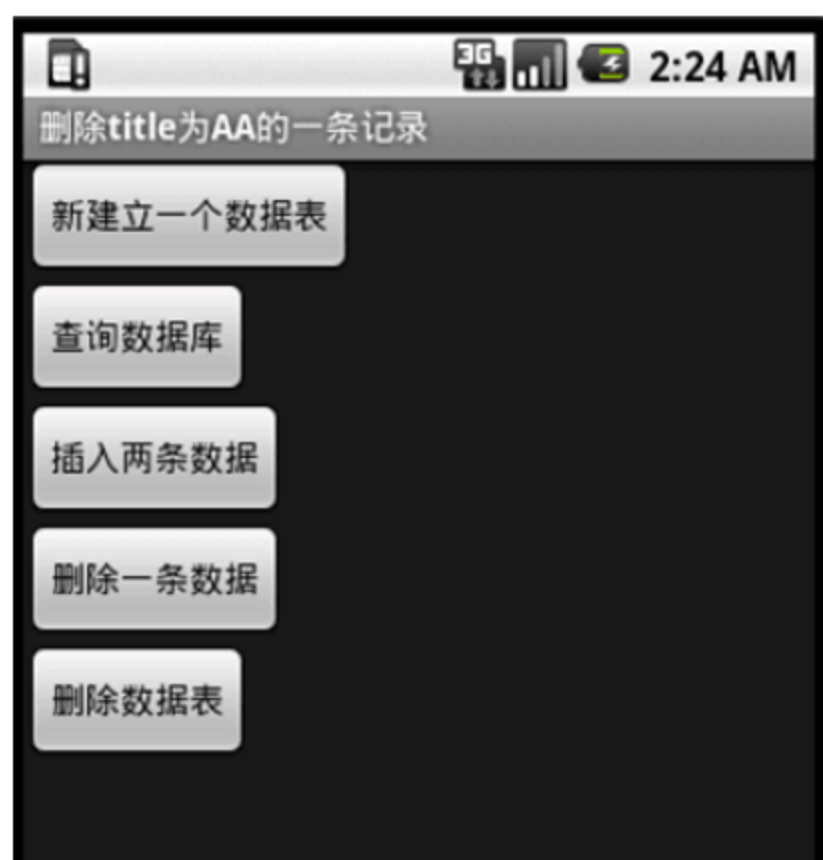 3G 2:24 AM
删除title为AA的一条记录
新建立一个数据表
查询数据库
插入两条数据
删除一条数据
删除数据表